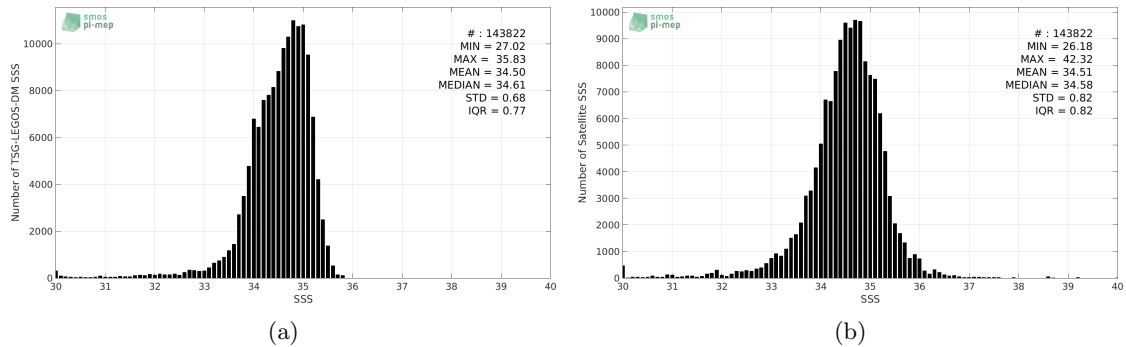 smos
pi-mep
# : 143822
MIN = 27.02
MAX = 35.83
MEAN = 34.50
MEDIAN = 34.61
STD = 0.68
IQR = 0.77
Number of TSG-LEGOS-DM SSS
10000
8000
6000
4000
2000
0
30 31 32 33 34 35 36 37 38 39 40
SSS
(a)
smos
pi-mep
# : 143822
MIN = 26.18
MAX = 42.32
MEAN = 34.51
MEDIAN = 34.58
STD = 0.82
IQR = 0.82
Number of Satellite SSS
10000
9000
8000
7000
6000
5000
4000
3000
2000
1000
0
30 31 32 33 34 35 36 37 38 39 40
SSS
(b)